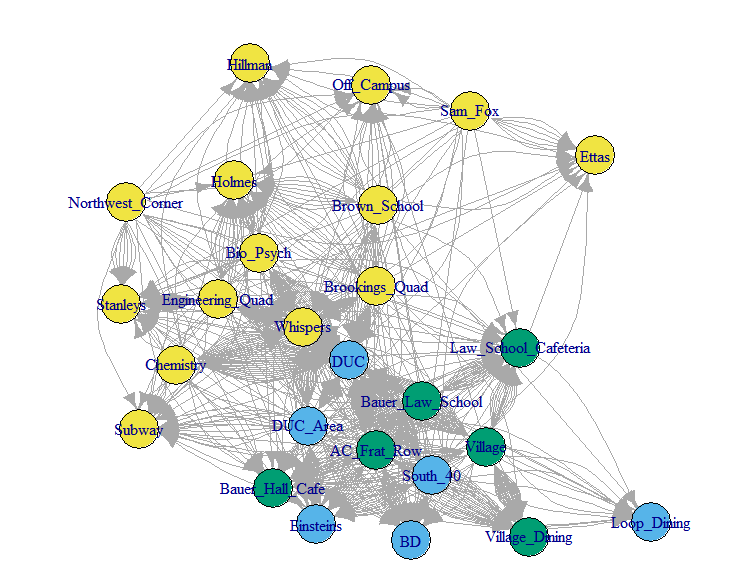 Hillman
Off_Campus
Sam_Fox
Ettas
Holmes
Northwest_Corner
Brown_School
Bio_Psych
Brookings_Quad
Engineering_Quad
Stanleys
Whispers
Law_School_Cafeteria
DUC
Chemistry
Bauer_Law_School
DUC_Area
Subway
Village
AC_Frat_Row
South_40
Bauer_Hall_Cafe
Loop_Dining
Einsteins
Village_Dining
BD